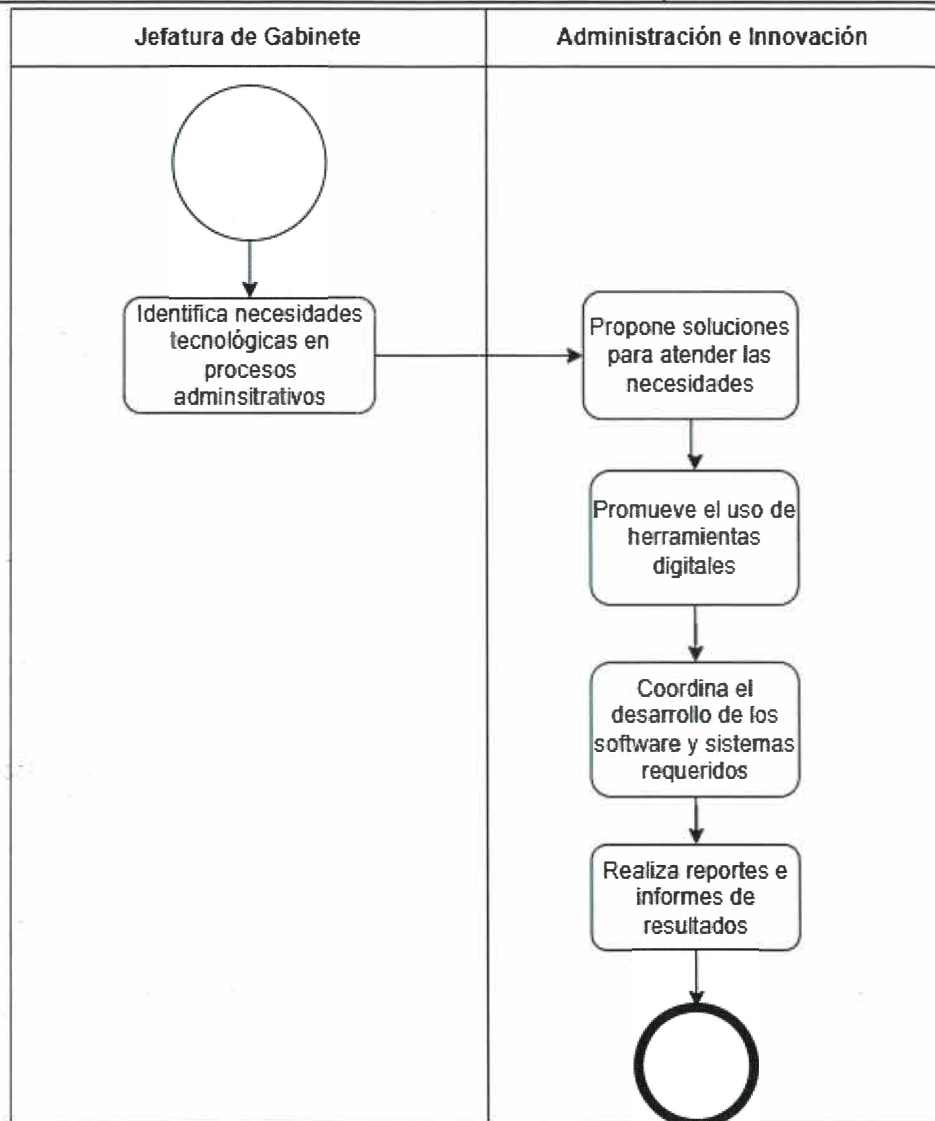 Jefatura de Gabinete
Administración e Innovación
Identifica necesidades
tecnológicas en
procesos
adminsitrativos
Propone soluciones
para atender las
necesidades
Promueve el uso de
herramientas
digitales
Coordina el
desarrollo de los
software y sistemas
requeridos
Realiza reportes e
informes de
resultados